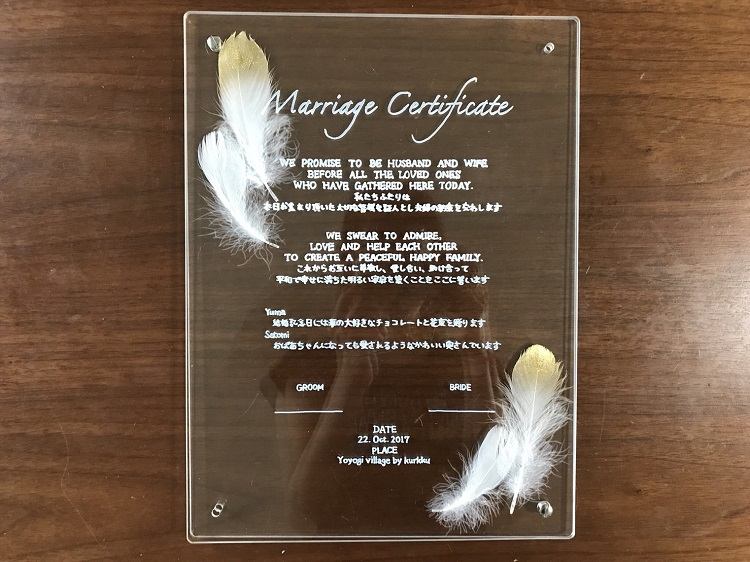 Marriage Certificate
WE PROMISE TO BE HUSBAND AND WIFE
BEFORE ALL THE LOVED ONES
WHO HAVE GATHERED HERE TODAY.
私たちふたりは
本日お集まり頂いた大切な皆様を証人とし夫婦の約束を交わします
WE SWEAR TO ADMIRE,
LOVE AND HELP EACH OTHER
TO CREATE A PEACEFUL HAPPY FAMILY.
これからお互いに尊敬し、愛し合い、助け合って
平和で幸せに満ちた明るい家庭を築くことをここに誓います
Yuma
結婚記念日には妻の大好きなチョコレートと花束を贈ります
Satomi
おばあちゃんになっても愛されるようなかわいい奥さんでいます
GROOM BRIDE
DATE
22. Oct. 2017
PLACE
Yoyogi village by kurkku